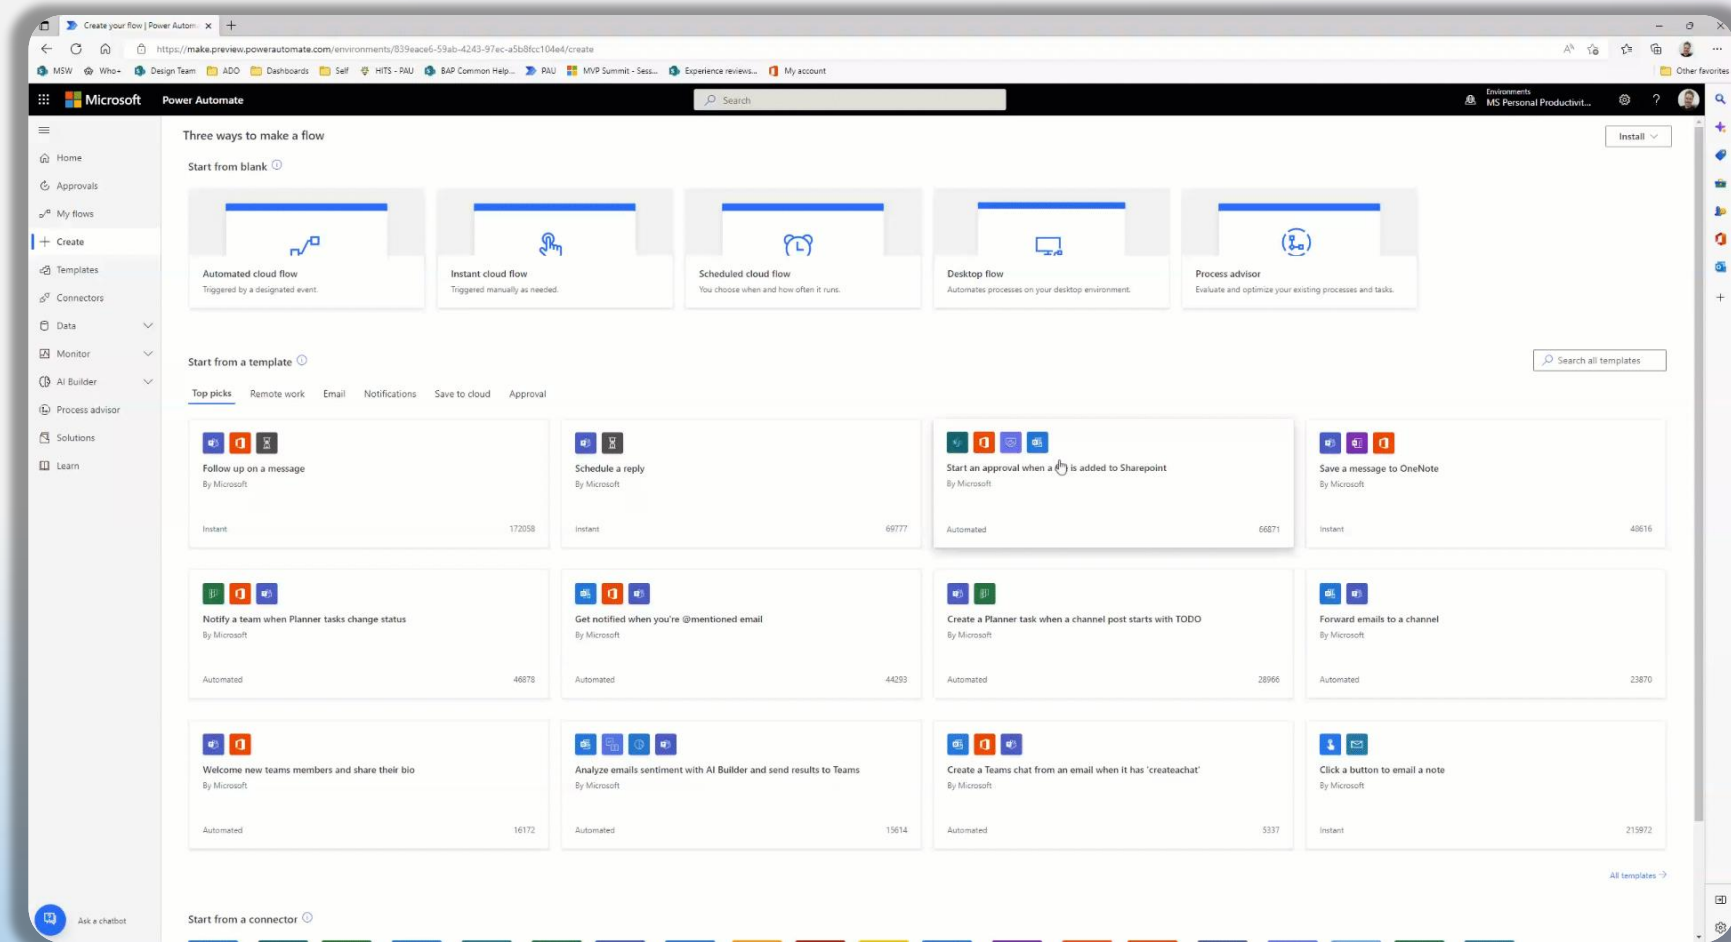 Create your flow | Power Autom
https://make.preview.powerautomate.com/environments/839eace6-59ab-4243-97ec-a5b8fcc104e4/create
MSW Who+ Design Team ADO Dashboards Self HITS - PAU BAP Common Help... PAU MVP Summit - Sess... Experience reviews... My account Other favorites
Microsoft Power Automate Search Environments
MS Personal Productivit...
Three ways to make a flow
Install
Home
Approvals
My flows
Create
Templates
Connectors
Data
Monitor
AI Builder
Process advisor
Solutions
Learn
Ask a chatbot
Start from blank
Automated cloud flow
Triggered by a designated event.
Instant cloud flow
Triggered manually as needed.
Scheduled cloud flow
You choose when and how often it runs.
Desktop flow
Automates processes on your desktop environment.
Process advisor
Evaluate and optimize your existing processes and tasks.
Start from a template
Search all templates
Top picks Remote work Email Notifications Save to cloud Approval
Follow up on a message
By Microsoft
Instant 172058
Schedule a reply
By Microsoft
Instant 69777
Start an approval when a is added to Sharepoint
By Microsoft
Automated 66871
Save a message to OneNote
By Microsoft
Instant 48616
Notify a team when Planner tasks change status
By Microsoft
Automated 46878
Get notified when you're @mentioned email
By Microsoft
Automated 44293
Create a Planner task when a channel post starts with TODO
By Microsoft
Automated 28966
Forward emails to a channel
By Microsoft
Automated 23870
Welcome new teams members and share their bio
By Microsoft
Automated 16172
Analyze emails sentiment with AI Builder and send results to Teams
By Microsoft
Automated 15614
Create a Teams chat from an email when it has 'createachat'
By Microsoft
Automated 5337
Click a button to email a note
By Microsoft
Instant 215972
All templates
Start from a connector